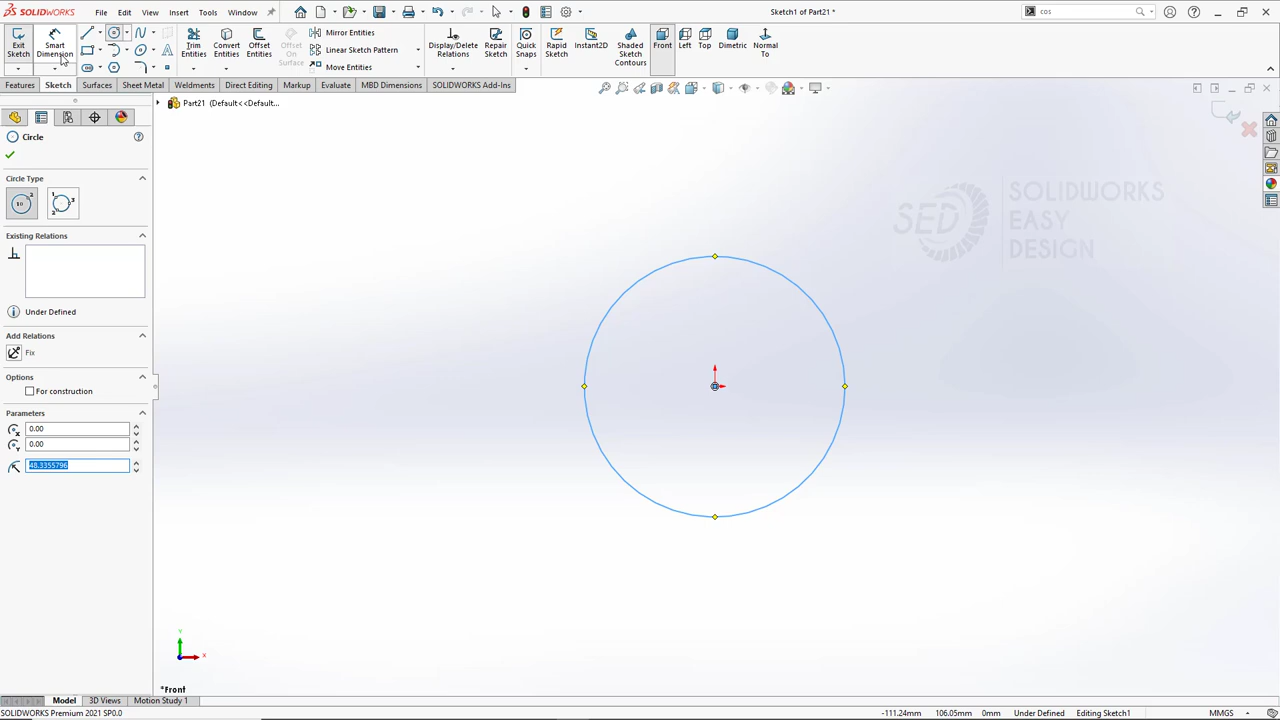 SOLIDWORKS File Edit View Insert Tools Window Sketch1 of Part21 * cos
Exit Sketch
Smart Dimension
Trim Entities
Convert Entities
Offset Entities
Offset On Surface
Mirror Entities
Linear Sketch Pattern
Move Entities
Display/Delete Relations
Repair Sketch
Quick Snaps
Rapid Sketch
Instant2D
Shaded Sketch Contours
Front
Left
Top
Dimetric
Normal To
Features Sketch Surfaces Sheet Metal Weldments Direct Editing Markup Evaluate MBD Dimensions SOLIDWORKS Add-Ins
Part21 (Default<<Default...
Circle
Circle Type
Existing Relations
Under Defined
Add Relations
Fix
Options
For construction
Parameters
0.00
0.00
48.3355796
SED SOLIDWORKS
EASY
DESIGN
Y
X
*Front
Model 3D Views Motion Study 1
SOLIDWORKS Premium 2021 SP0.0 -111.24mm 106.05mm 0mm Under Defined Editing Sketch1 MMGS